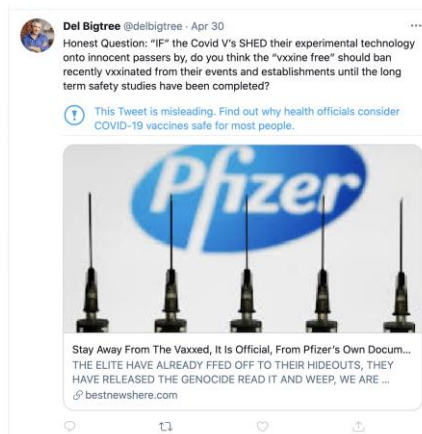 Del Bigtree @delbigtree · Apr 30
Honest Question: “IF” the Covid V’s SHED their experimental technology
onto innocent passers by, do you think the “vxxine free” should ban
recently vxxinated from their events and establishments until the long
term safety studies have been completed?
This Tweet is misleading. Find out why health officials consider
COVID-19 vaccines safe for most people.
Pfizer
Stay Away From The Vaxxed, It Is Official, From Pfizer’s Own Docum...
THE ELITE HAVE ALREADY FFED OFF TO THEIR HIDEOUTS, THEY
HAVE RELEASED THE GENOCIDE READ IT AND WEEP, WE ARE ...
bestnewshere.com